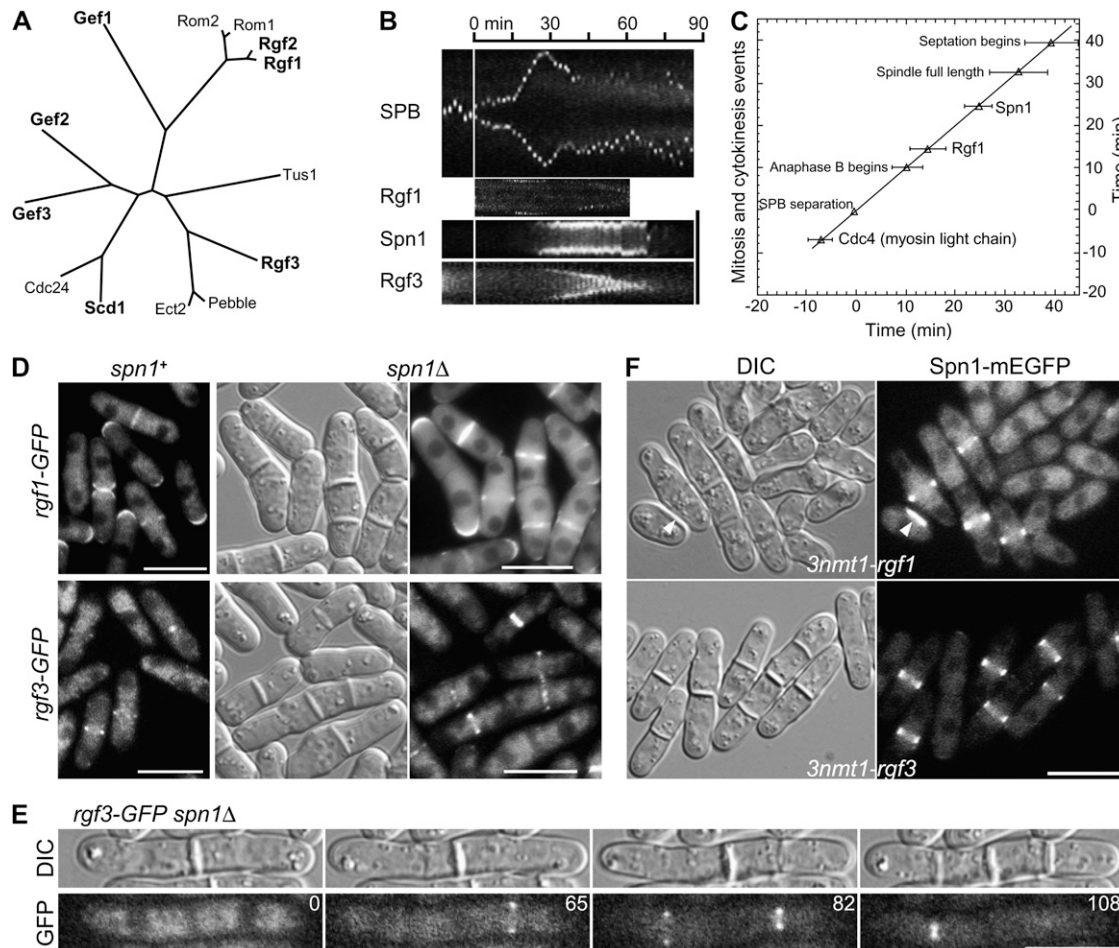 A
Gef1
Rom2
Rom1
Rgf2
Rgf1
Gef2
Tus1
Gef3
Rgf3
Cdc24
Scd1
Ect2
Pebble
B
0 min 30 60 90
SPB
Rgf1
Spn1
Rgf3
C
Mitosis and cytokinesis events
Septation begins
Spindle full length
Spn1
Rgf1
Anaphase B begins
SPB separation
Cdc4 (myosin light chain)
40
30
20
10
0
-10
Time (min)
-20 -10 0 10 20 30 40
Time (min)
D
spn1+ spn1Δ
rgf1-GFP
rgf3-GFP
F
DIC Spn1-mEGFP
3nmt1-rgf1
3nmt1-rgf3
E
rgf3-GFP spn1Δ
DIC
GFP
0 65 82 108